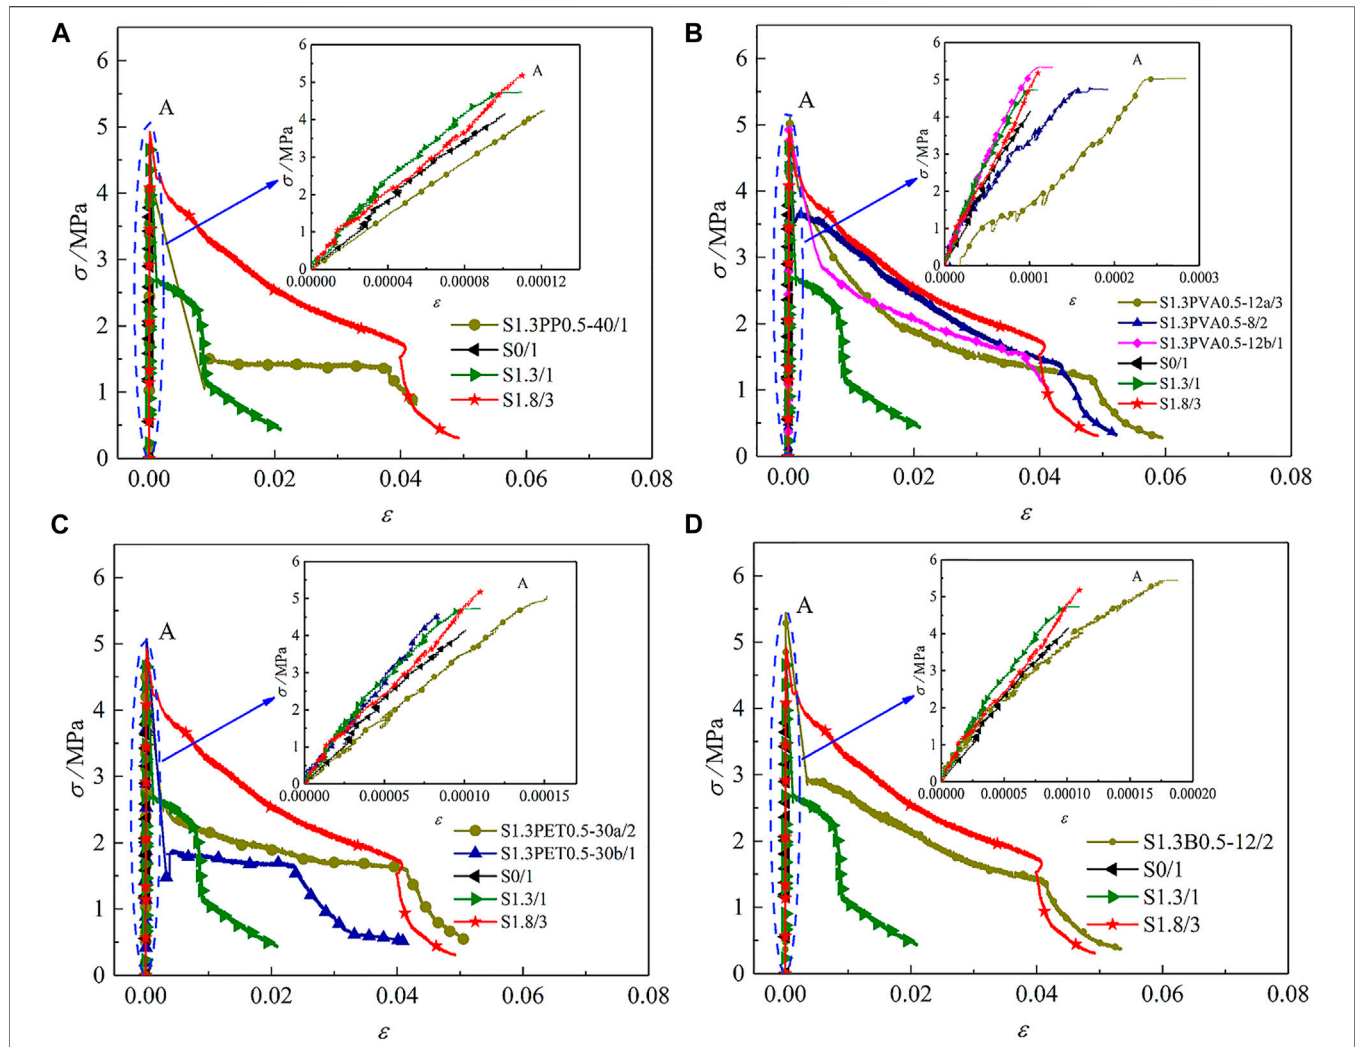 A
σ/MPa
6
5
4
3
2
1
0
0.00
0.02
0.04
0.06
0.08
ε
A
σ/MPa
6
5
4
3
2
1
0
0.00000
0.00004
0.00008
0.00012
ε
A
S1.3PP0.5-40/1
S0/1
S1.3/1
S1.8/3
B
σ/MPa
6
5
4
3
2
1
0
0.00
0.02
0.04
0.06
0.08
ε
A
σ/MPa
6
5
4
3
2
1
0
0.0000
0.0001
0.0002
0.0003
ε
A
S1.3PVA0.5-12a/3
S1.3PVA0.5-8/2
S1.3PVA0.5-12b/1
S0/1
S1.3/1
S1.8/3
C
σ/MPa
6
5
4
3
2
1
0
0.00
0.02
0.04
0.06
0.08
ε
A
σ/MPa
6
5
4
3
2
1
0
0.00000
0.00005
0.00010
0.00015
ε
A
S1.3PET0.5-30a/2
S1.3PET0.5-30b/1
S0/1
S1.3/1
S1.8/3
D
σ/MPa
6
5
4
3
2
1
0
0.00
0.02
0.04
0.06
0.08
ε
A
σ/MPa
6
5
4
3
2
1
0
0.00000
0.00005
0.00010
0.00015
0.00020
ε
A
S1.3B0.5-12/2
S0/1
S1.3/1
S1.8/3